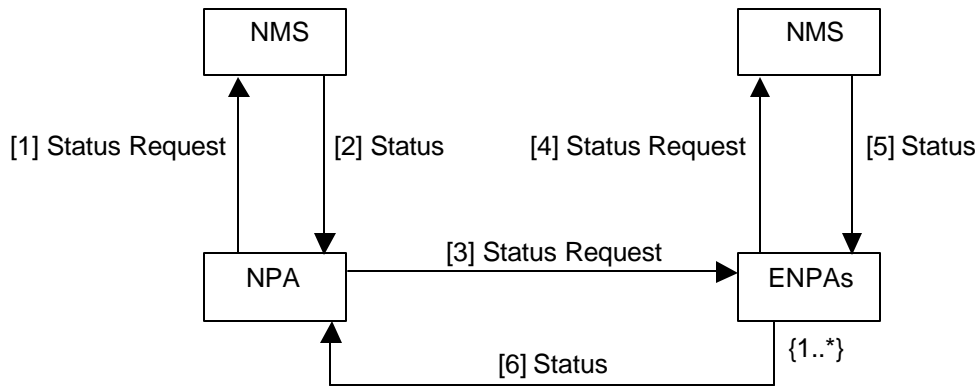 NMS
NMS
[1] Status Request
[2] Status
[4] Status Request
[5] Status
[3] Status Request
NPA
ENPAs
{1..*}
[6] Status